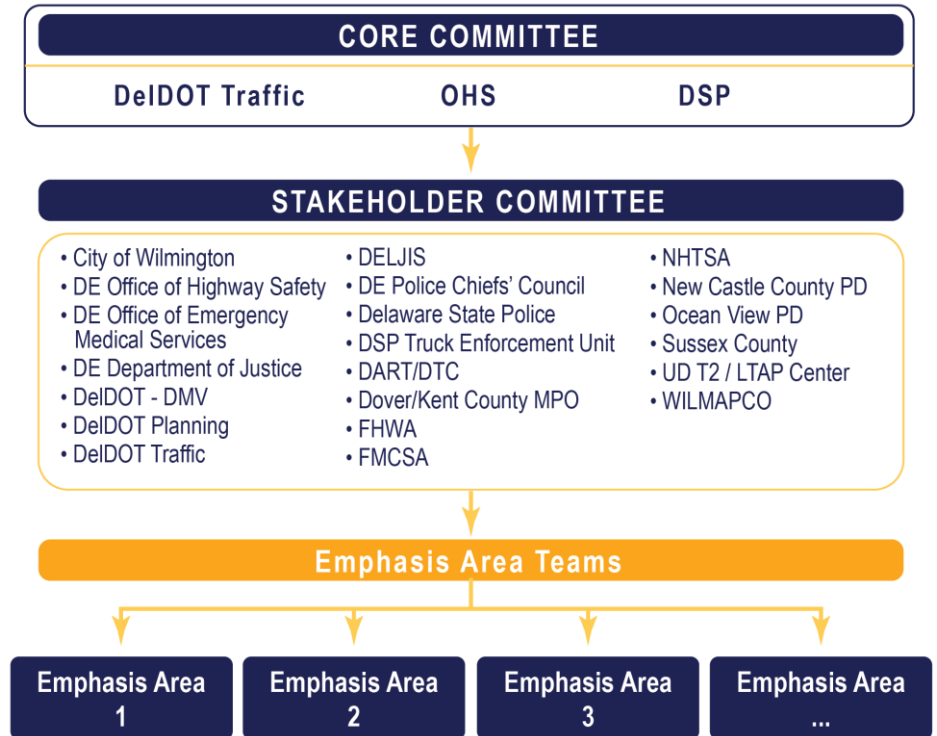 CORE COMMITTEE
DelDOT Traffic OHS DSP
STAKEHOLDER COMMITTEE
• City of Wilmington
• DE Office of Highway Safety
• DE Office of Emergency
Medical Services
• DE Department of Justice
• DelDOT - DMV
• DelDOT Planning
• DelDOT Traffic
• DELJIS
• DE Police Chiefs’ Council
• Delaware State Police
• DSP Truck Enforcement Unit
• DART/DTC
• Dover/Kent County MPO
• FHWA
• FMCSA
• NHTSA
• New Castle County PD
• Ocean View PD
• Sussex County
• UD T2 / LTAP Center
• WILMAPCO
Emphasis Area Teams
Emphasis Area
1
Emphasis Area
2
Emphasis Area
3
Emphasis Area
...